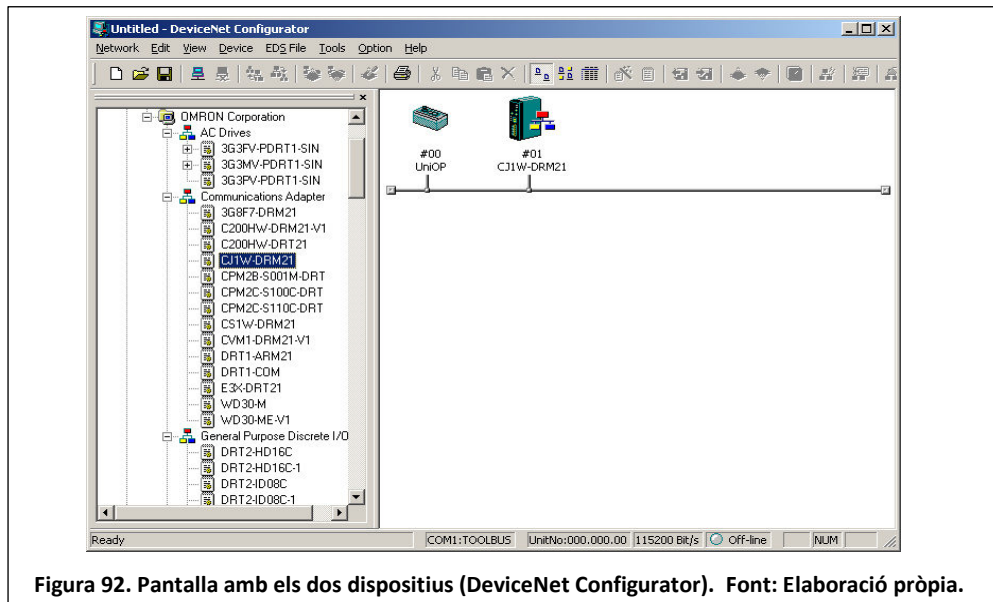 Untitled - DeviceNet Configurator
Network Edit View Device EDS File Tools Option Help
OMRON Corporation
AC Drives
3G3FV-PDRT1-SIN
3G3MV-PDRT1-SIN
3G3PV-PDRT1-SIN
Communications Adapter
3G8F7-DRM21
C200HW-DRM21-V1
C200HW-DRT21
CJ1W-DRM21
CPM2B-S001M-DRT
CPM2C-S100C-DRT
CPM2C-S110C-DRT
CS1W-DRM21
CVM1-DRM21-V1
DRT1-ARM21
DRT1-COM
E3X-DRT21
WD30-M
WD30-ME-V1
General Purpose Discrete I/O
DRT2-HD16C
DRT2-HD16C-1
DRT2-ID08C
DRT2-ID08C-1
#00
UniOP
#01
CJ1W-DRM21
Ready COM1:TOOLBUS UnitNo:000.000.00 115200 Bit/s Off-line NUM
Figura 92. Pantalla amb els dos dispositius (DeviceNet Configurator). Font: Elaboració pròpia.